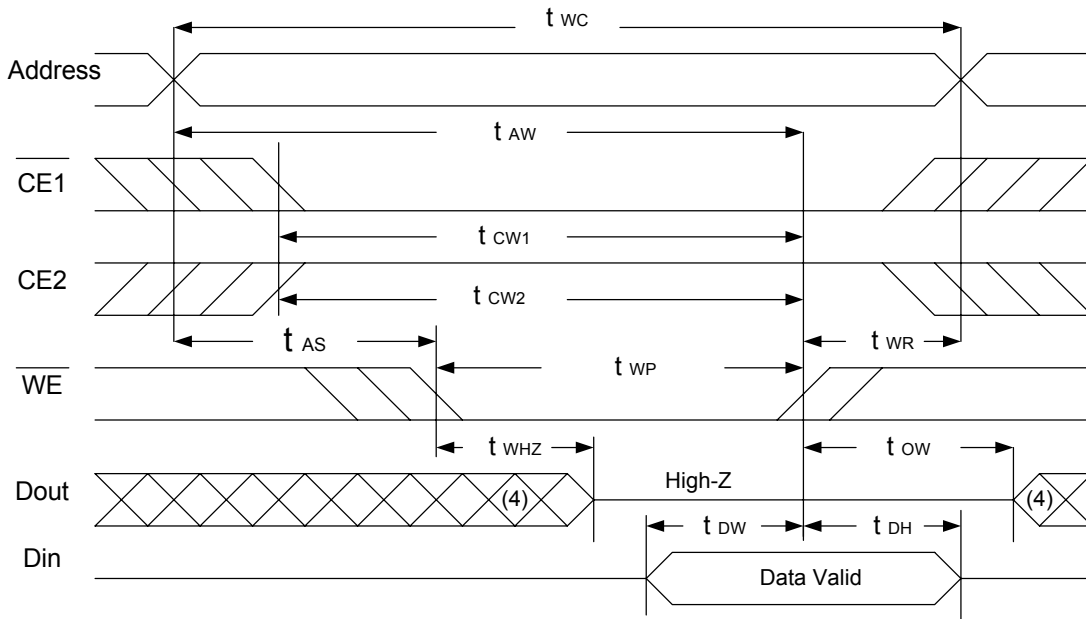 t WC
Address
t AW
CE1
t CW1
CE2
t CW2
t AS
t WR
WE
t WP
t WHZ
t OW
Dout
(4)
High-Z
(4)
t DW
t DH
Din
Data Valid